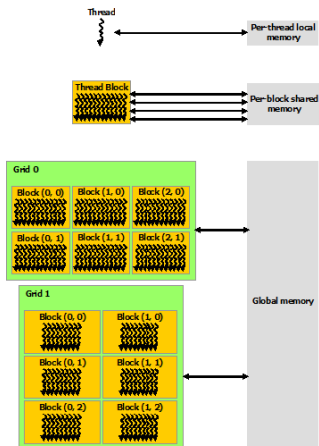 Thread
Per-thread local
memory
Thread Block
Per-block shared
memory
Grid 0
Block (0, 0) Block (1, 0) Block (2, 0)
Block (0, 1) Block (1, 1) Block (2, 1)
Global memory
Grid 1
Block (0, 0) Block (1, 0)
Block (0, 1) Block (1, 1)
Block (0, 2) Block (1, 2)